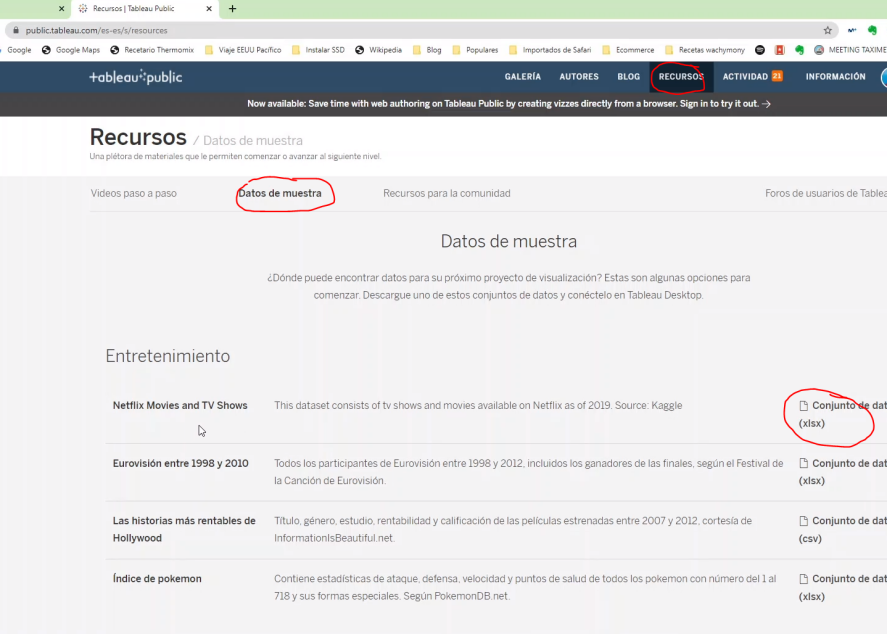 Recursos | Tableau Public
public.tableau.com/es-es/s/resources
Google Google Maps Recetario Thermomix Viaje EEUU Pacífico Instalar SSD Wikipedia Blog Populares Importados de Safari Ecommerce Recetas wachymony MEETING TAXIME
+tableau public GALERÍA AUTORES BLOG RECURSOS ACTIVIDAD 21 INFORMACIÓN
Now available: Save time with web authoring on Tableau Public by creating vizzes directly from a browser. Sign in to try it out. →
Recursos / Datos de muestra
Una plétora de materiales que le permiten comenzar o avanzar al siguiente nivel.
Videos paso a paso Datos de muestra Recursos para la comunidad Foros de usuarios de Tablea
Datos de muestra
¿Dónde puede encontrar datos para su próximo proyecto de visualización? Estas son algunas opciones para
comenzar. Descargue uno de estos conjuntos de datos y conéctelo en Tableau Desktop.
Entretenimiento
Netflix Movies and TV Shows This dataset consists of tv shows and movies available on Netflix as of 2019. Source: Kaggle Conjunto de dat
(xlsx)
Eurovisión entre 1998 y 2010 Todos los participantes de Eurovisión entre 1998 y 2012, incluidos los ganadores de las finales, según el Festival de Conjunto de dat
la Canción de Eurovisión. (xlsx)
Las historias más rentables de Título, género, estudio, rentabilidad y calificación de las películas estrenadas entre 2007 y 2012, cortesía de Conjunto de dat
Hollywood InformationIsBeautiful.net. (csv)
Índice de pokemon Contiene estadísticas de ataque, defensa, velocidad y puntos de salud de todos los pokemon con número del 1 al Conjunto de dat
718 y sus formas especiales. Según PokemonDB.net. (xlsx)